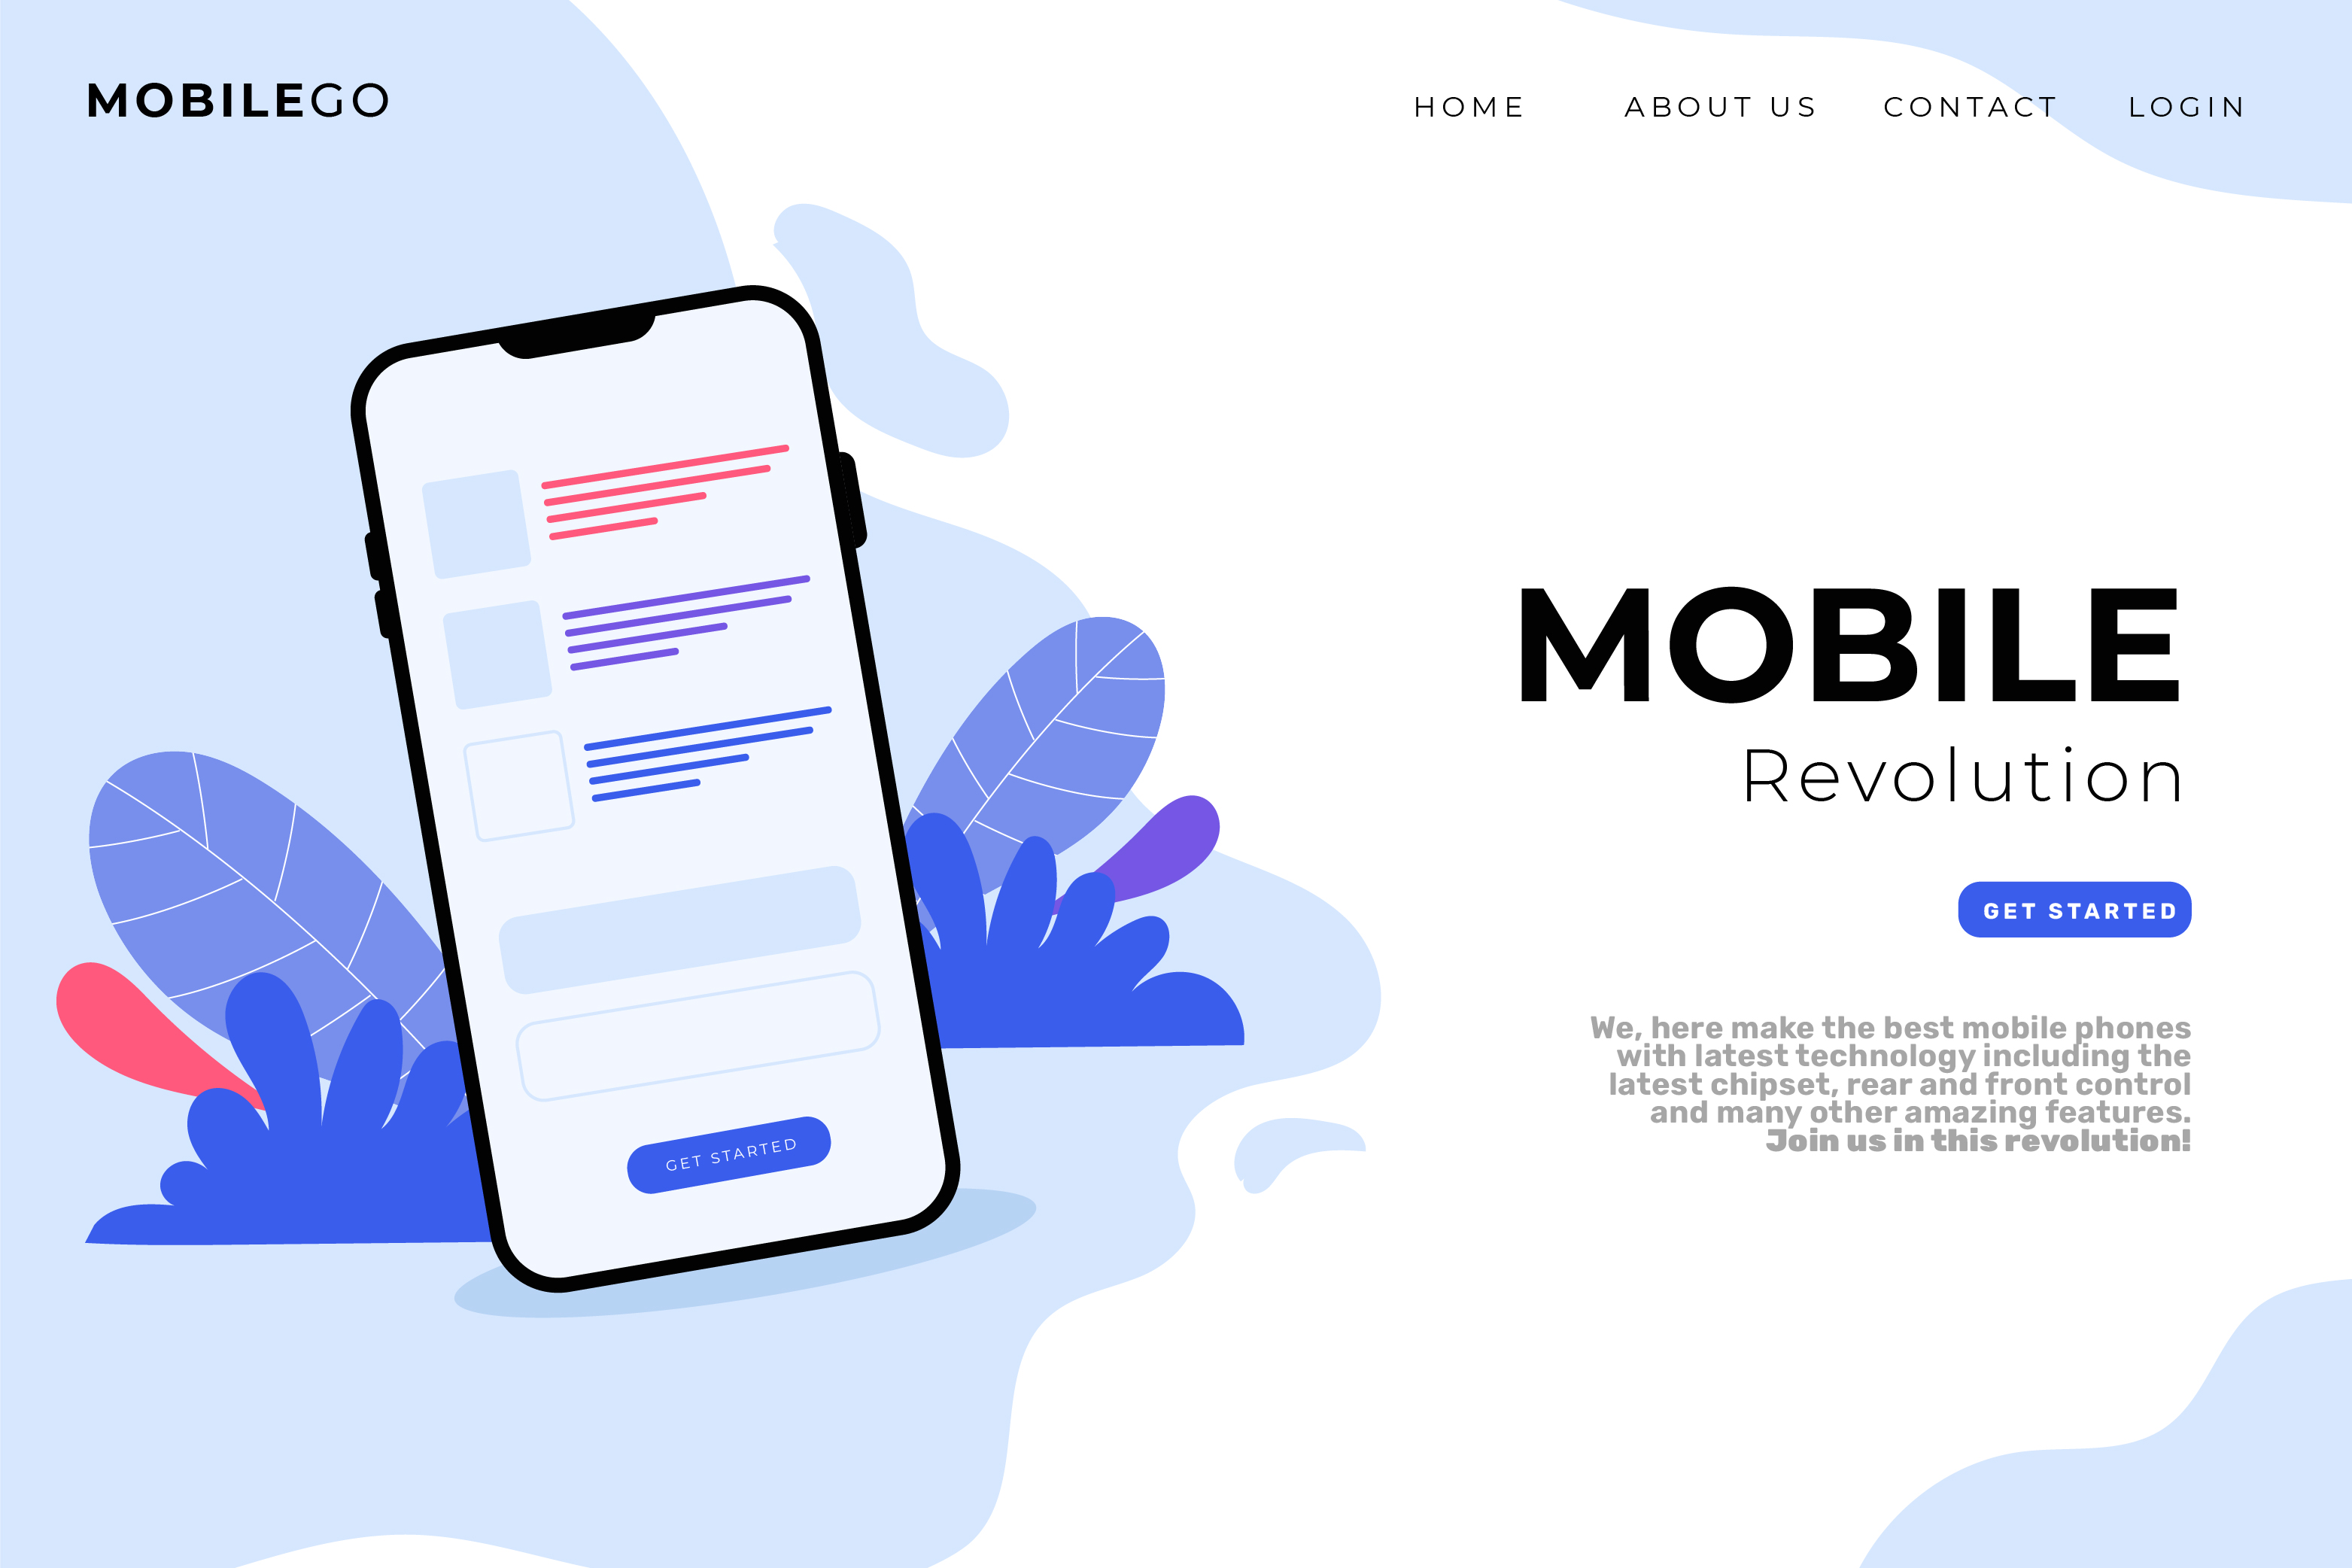 MOBILEGO
HOME ABOUT US CONTACT LOGIN
MOBILE
Revolution
GET STARTED
We, here make the best mobile phones
with latest technology including the
latest chipset, rear and front control
and many other amazing features.
Join us in this revolution!
GET STARTED